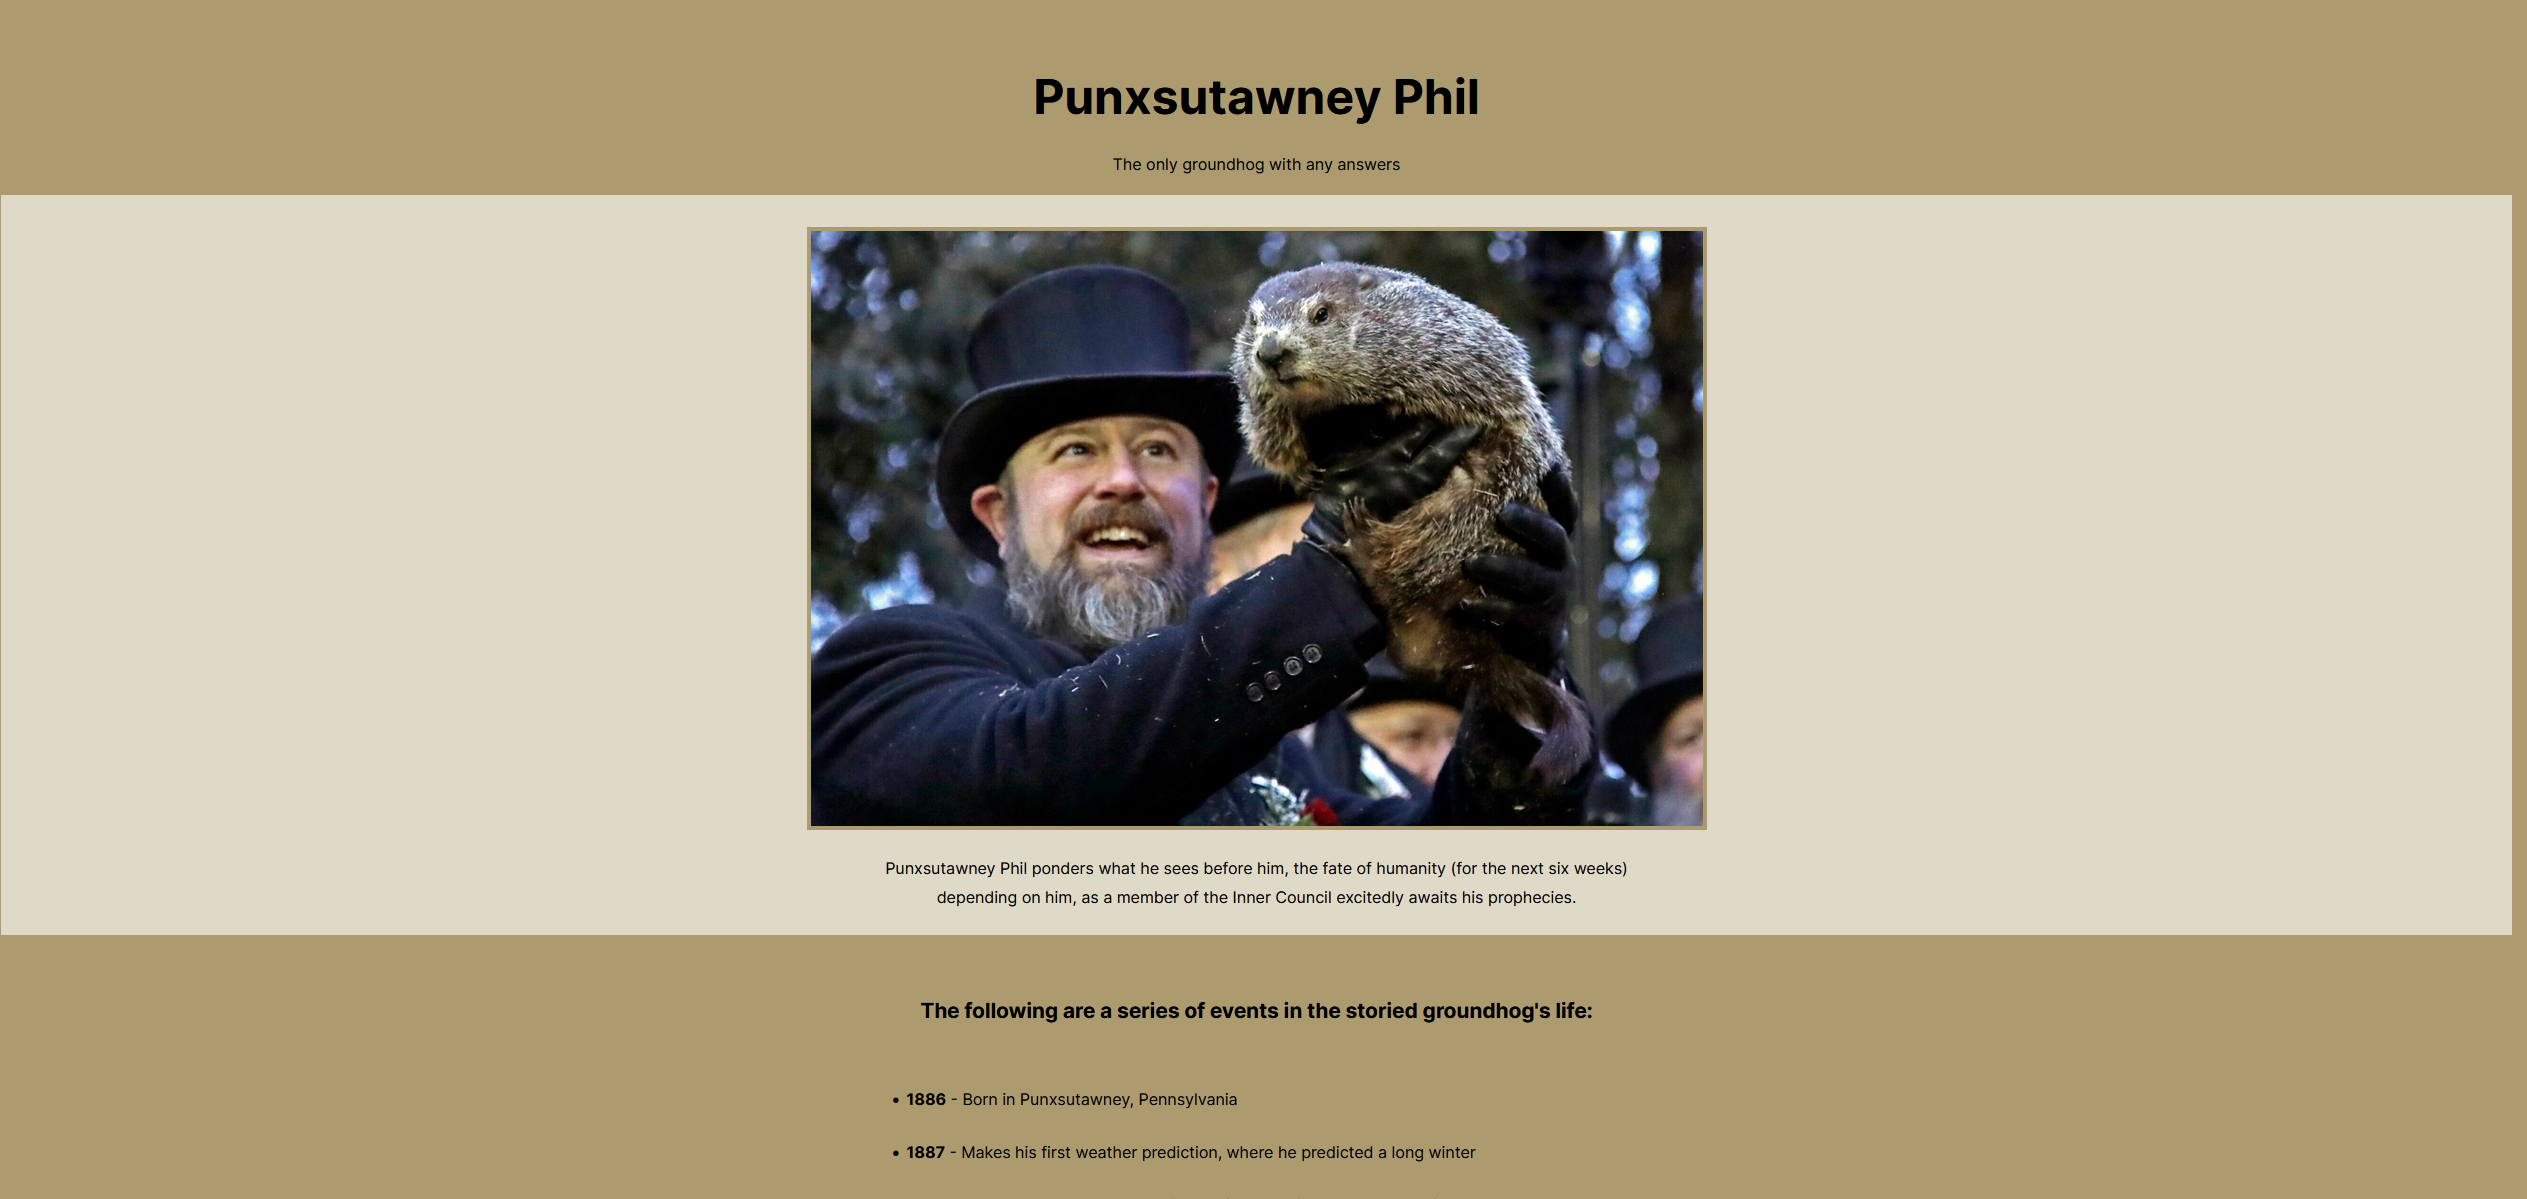 Punxsutawney Phil
The only groundhog with any answers
Punxsutawney Phil ponders what he sees before him, the fate of humanity (for the next six weeks)
depending on him, as a member of the Inner Council excitedly awaits his prophecies.
The following are a series of events in the storied groundhog's life:
• 1886 - Born in Punxsutawney, Pennsylvania
• 1887 - Makes his first weather prediction, where he predicted a long winter